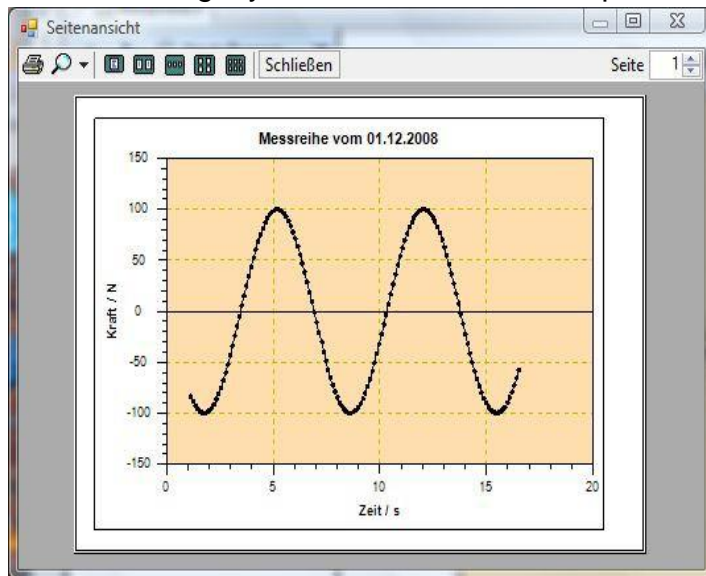 Seitenansicht
Schließen
Seite 1
Messreihe vom 01.12.2008
150
100
50
0
-50
-100
-150
Kraft / N
0 5 10 15 20
Zeit / s